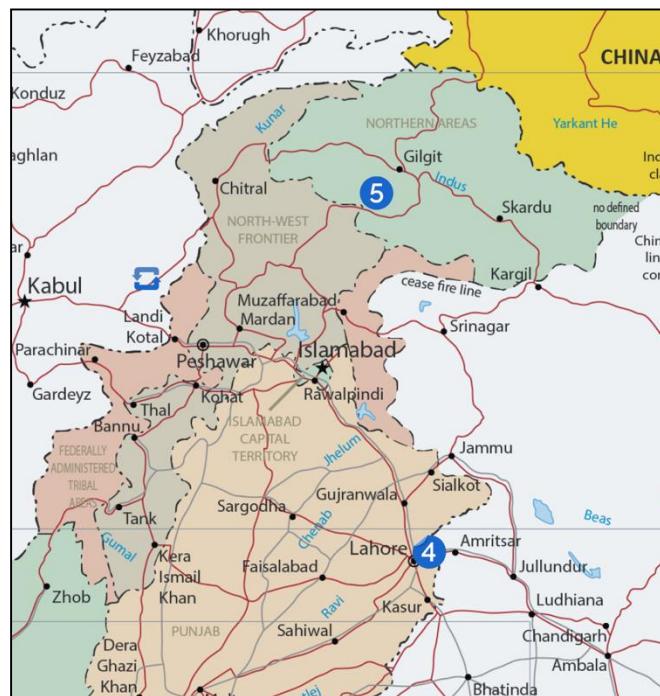 Khorugh
CHINA
Feyzabad
Konduz
Kunar
NORTHERN AREAS
Yarkant He
aghlan
Gilgit
Indus
Chitral
5
Skardu
NORTH-WEST
FRONTIER
no defined
boundary
Kabul
Kargil
cease fire line
Muzaffarabad
Landi
Kotal
Mardan
Srinagar
Parachinar
Peshawar
Islamabad
Gardeyz
Rawalpindi
Thal
Kohat
ISLAMABAD
CAPITAL
TERRITORY
Bannu
Jhelum
Jammu
FEDERALLY
ADMINISTERED
TRIBAL
AREAS
Sialkot
Gujranwala
Tank
Sargodha
Chenab
Beas
Gumal
Lahore
4
Amritsar
Kera
Ismail
Khan
Faisalabad
Jullundur
Zhob
Ravi
Kasur
Ludhiana
PUNJAB
Sahiwal
Chandigarh
Dera
Ghazi
Khan
Ambala
Bhatinda